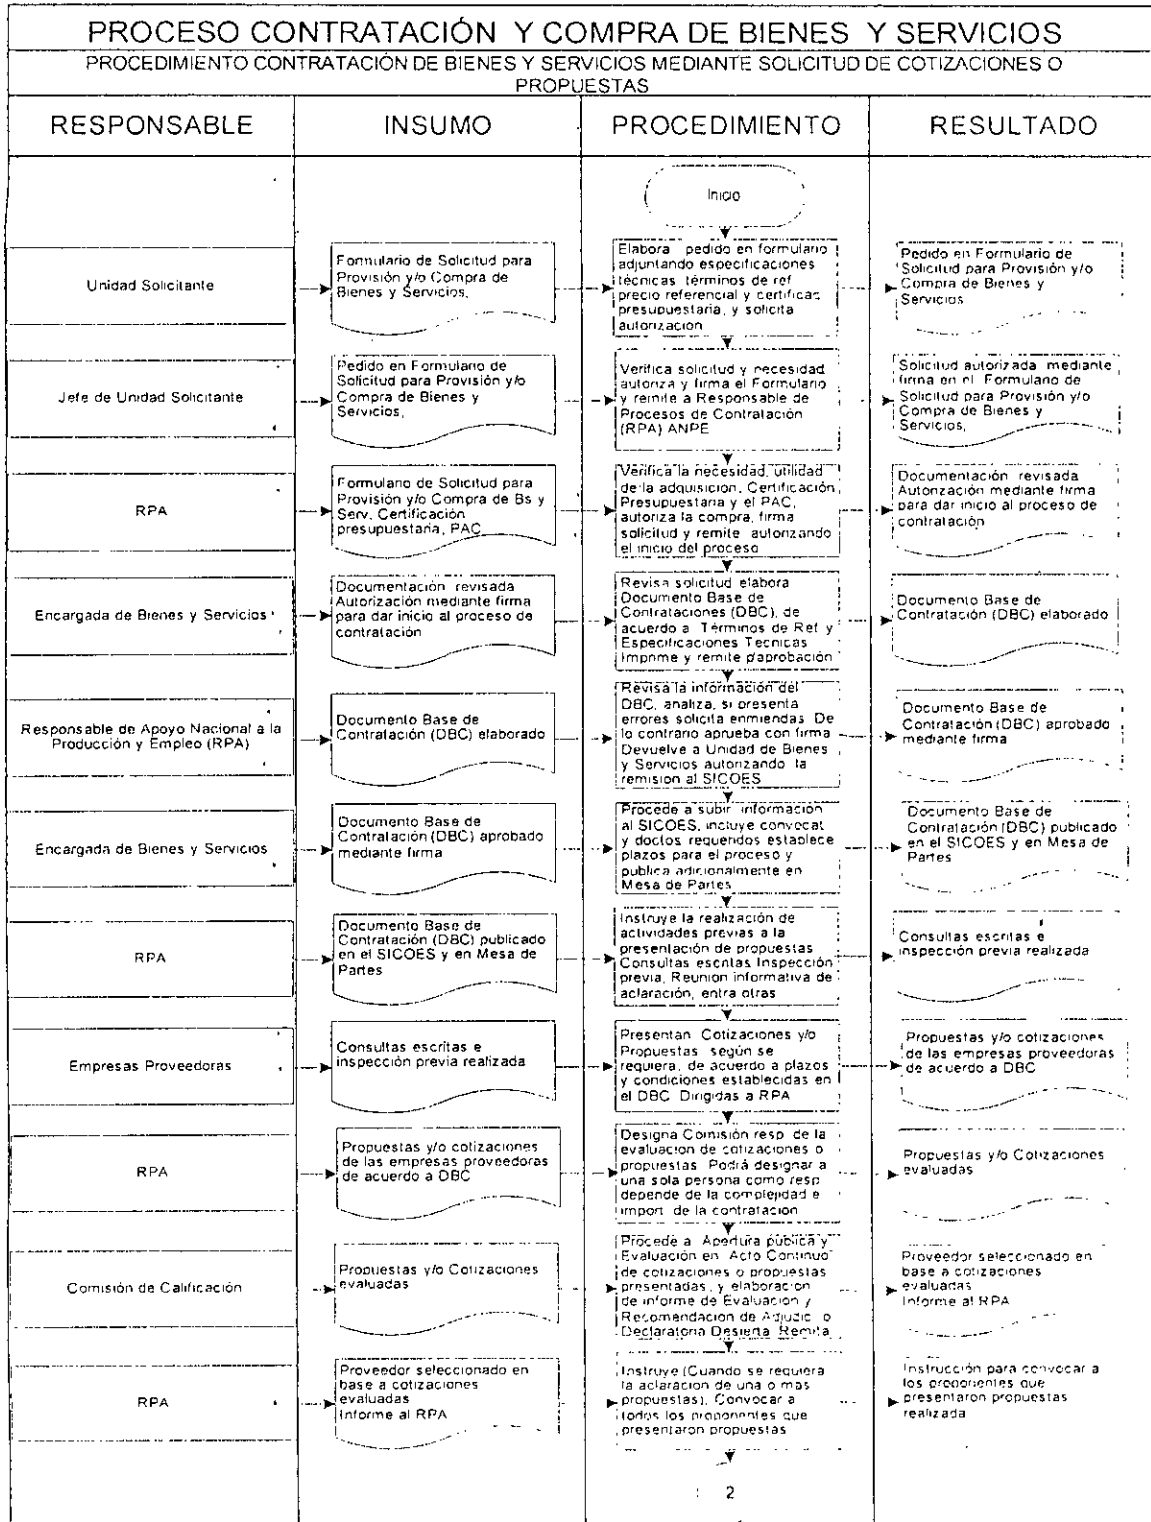 PROCESO CONTRATACIÓN Y COMPRA DE BIENES Y SERVICIOS
PROCEDIMIENTO CONTRATACIÓN DE BIENES Y SERVICIOS MEDIANTE SOLICITUD DE COTIZACIONES O
PROPUESTAS
RESPONSABLE
INSUMO
PROCEDIMIENTO
RESULTADO
Inicio
Unidad Solicitante
Formulario de Solicitud para
Provisión y/o Compra de
Bienes y Servicios,
Elabora pedido en formulario
adjuntando especificaciones
técnicas términos de ref
precio referencial y certificac
presupuestaria, y solicita
autorización
Pedido en Formulario de
Solicitud para Provisión y/o
Compra de Bienes y
Servicios
Jefe de Unidad Solicitante
Pedido en Formulario de
Solicitud para Provisión y/o
Compra de Bienes y
Servicios,
Verifica solicitud y necesidad
autoriza y firma el Formulario
y remite a Responsable de
Procesos de Contratación
(RPA) ANPE
Solicitud autorizada mediante
firma en el Formulario de
Solicitud para Provisión y/o
Compra de Bienes y
Servicios,
RPA
Formulario de Solicitud para
Provisión y/o Compra de Bs y
Serv, Certificación
presupuestaria, PAC
Verifica la necesidad, utilidad
de la adquisición, Certificación
Presupuestaria y el PAC,
autoriza la compra, firma
solicitud y remite autorizando
el inicio del proceso
Documentación revisada
Autorización mediante firma
para dar inicio al proceso de
contratación
Encargada de Bienes y Servicios
Documentación revisada
Autorización mediante firma
para dar inicio al proceso de
contratación
Revisa solicitud elabora
Documento Base de
Contrataciones (DBC), de
acuerdo a Términos de Ref y
Especificaciones Tecnicas
Imprime y remite p'aprobación
Documento Base de
Contratación (DBC) elaborado
Responsable de Apoyo Nacional a la
Producción y Empleo (RPA)
Documento Base de
Contratación (DBC) elaborado
Revisa la información del
DBC, analiza, si presenta
errores solicita enmiendas De
lo contrario aprueba con firma
Devuelve a Unidad de Bienes
y Servicios autorizando la
remision al SICOES
Documento Base de
Contratación (DBC) aprobado
mediante firma
Encargada de Bienes y Servicios
Documento Base de
Contratación (DBC) aprobado
mediante firma
Procede a subir información
al SICOES, incluye convocat
y doctos requeridos establece
plazos para el proceso y
publica adicionalmente en
Mesa de Partes
Documento Base de
Contratación (DBC) publicado
en el SICOES y en Mesa de
Partes
RPA
Documento Base de
Contratación (DBC) publicado
en el SICOES y en Mesa de
Partes
Instruye la realización de
actividades previas a la
presentación de propuestas
Consultas escritas Inspección
previa, Reunion informativa de
aclaración, entra otras
Consultas escritas e
inspección previa realizada
Empresas Proveedoras
Consultas escritas e
inspección previa realizada
Presentan Cotizaciones y/o
Propuestas según se
requiera, de acuerdo a plazos
y condiciones establecidas en
el DBC Dirigidas a RPA
Propuestas y/o cotizaciones
de las empresas proveedoras
de acuerdo a DBC
RPA
Propuestas y/o cotizaciones
de las empresas proveedoras
de acuerdo a DBC
Designa Comisión resp de la
evaluacion de cotizaciones o
propuestas Podrá designar a
una sola persona como resp
depende de la complejidad e
import de la contratación
Propuestas y/o Cotizaciones
evaluadas
Comisión de Calificación
Propuestas y/o Cotizaciones
evaluadas
Procede a Apertura pública y
Evaluación en Acto Continuo
de cotizaciones o propuestas
presentadas, y elaboracion
de informe de Evaluacion y
Recomendación de Adjudic o
Declaratoria Desierta Remita
Proveedor seleccionado en
base a cotizaciones
evaluadas
Informe al RPA
RPA
Proveedor seleccionado en
base a cotizaciones
evaluadas
Informe al RPA
Instruye (Cuando se requiera
la aclaración de una o mas
propuestas), Convocar a
todos los proponentes que
presentaron propuestas
Instrucción para convocar a
los proponentes que
presentaron propuestas
realizada
2